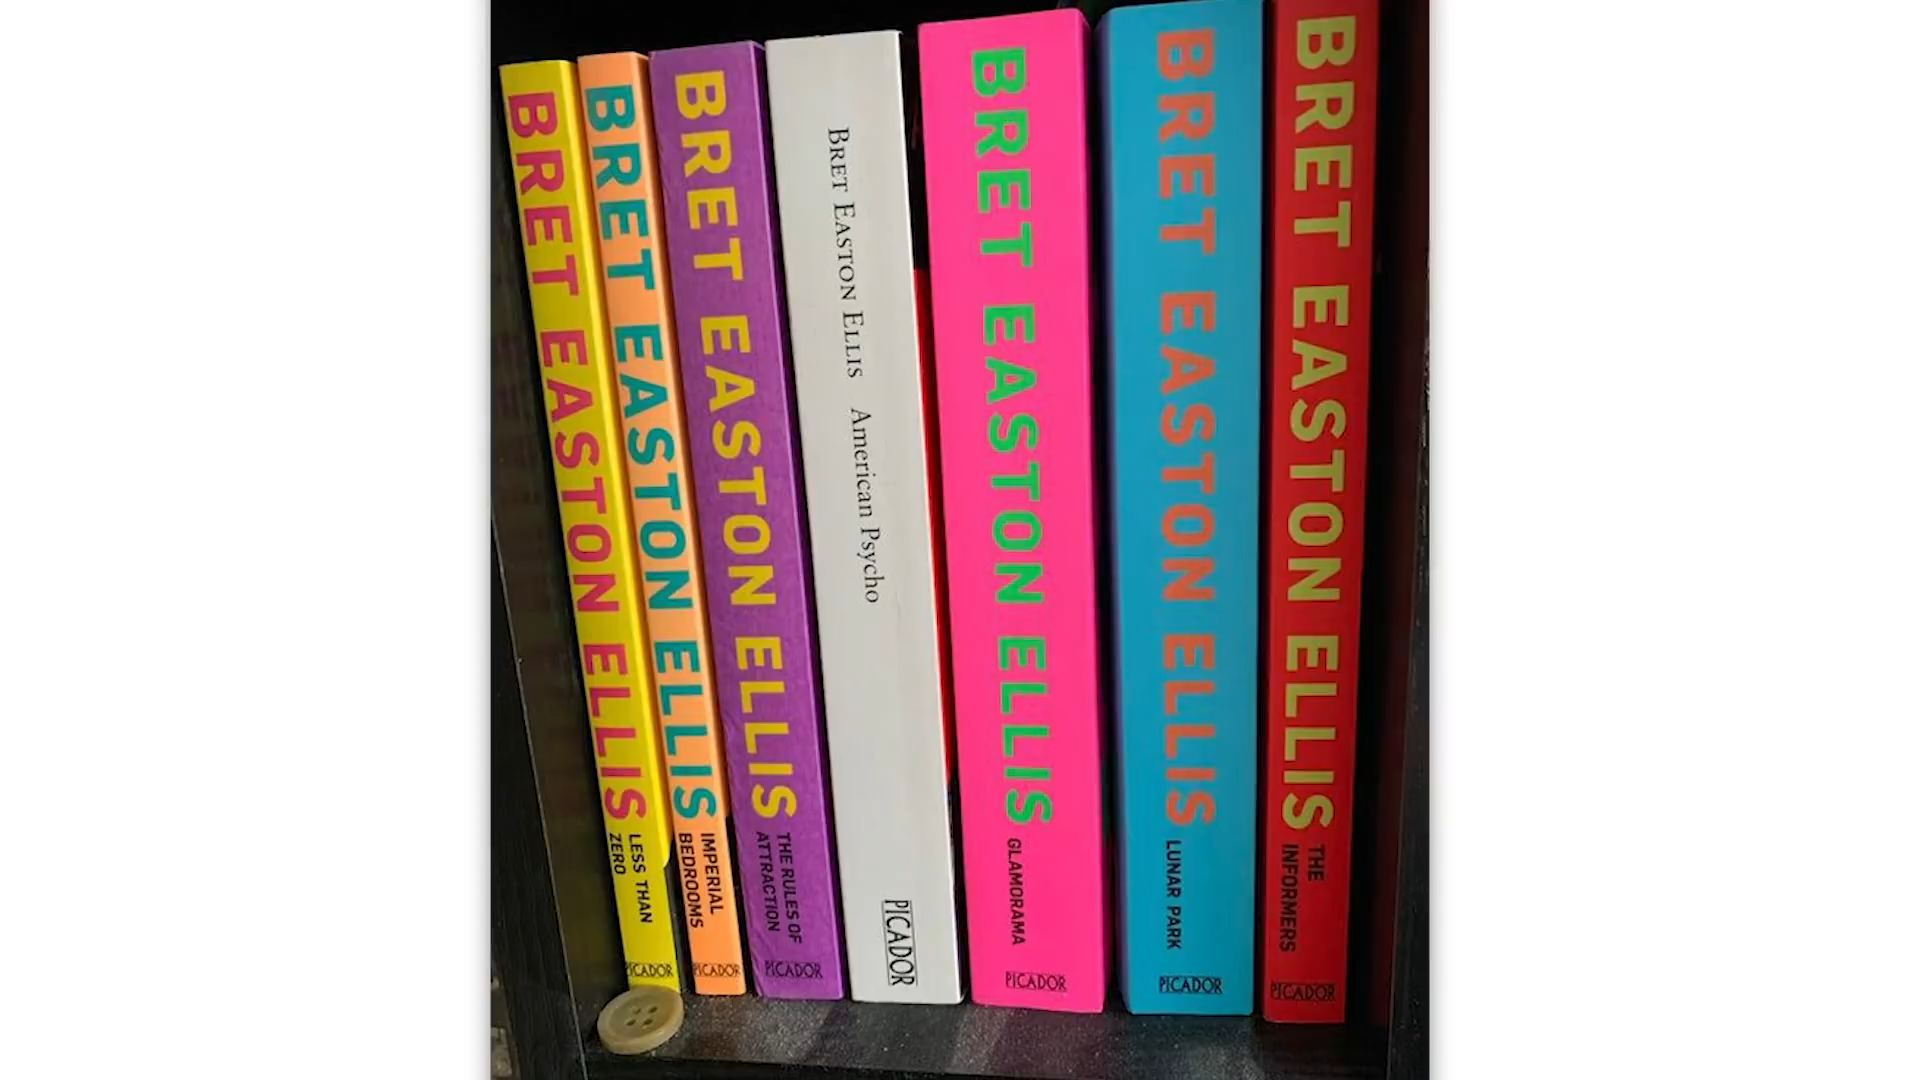 BRET EASTON ELLIS
LESS THAN
ZERO
PICADOR
BRET EASTON ELLIS
IMPERIAL
BEDROOMS
PICADOR
BRET EASTON ELLIS
THE RULES OF
ATTRACTION
PICADOR
BRET EASTON ELLIS American Psycho
PICADOR
BRET EASTON ELLIS
GLAMORAMA
PICADOR
BRET EASTON ELLIS
LUNAR PARK
PICADOR
BRET EASTON ELLIS
THE
INFORMERS
PICADOR